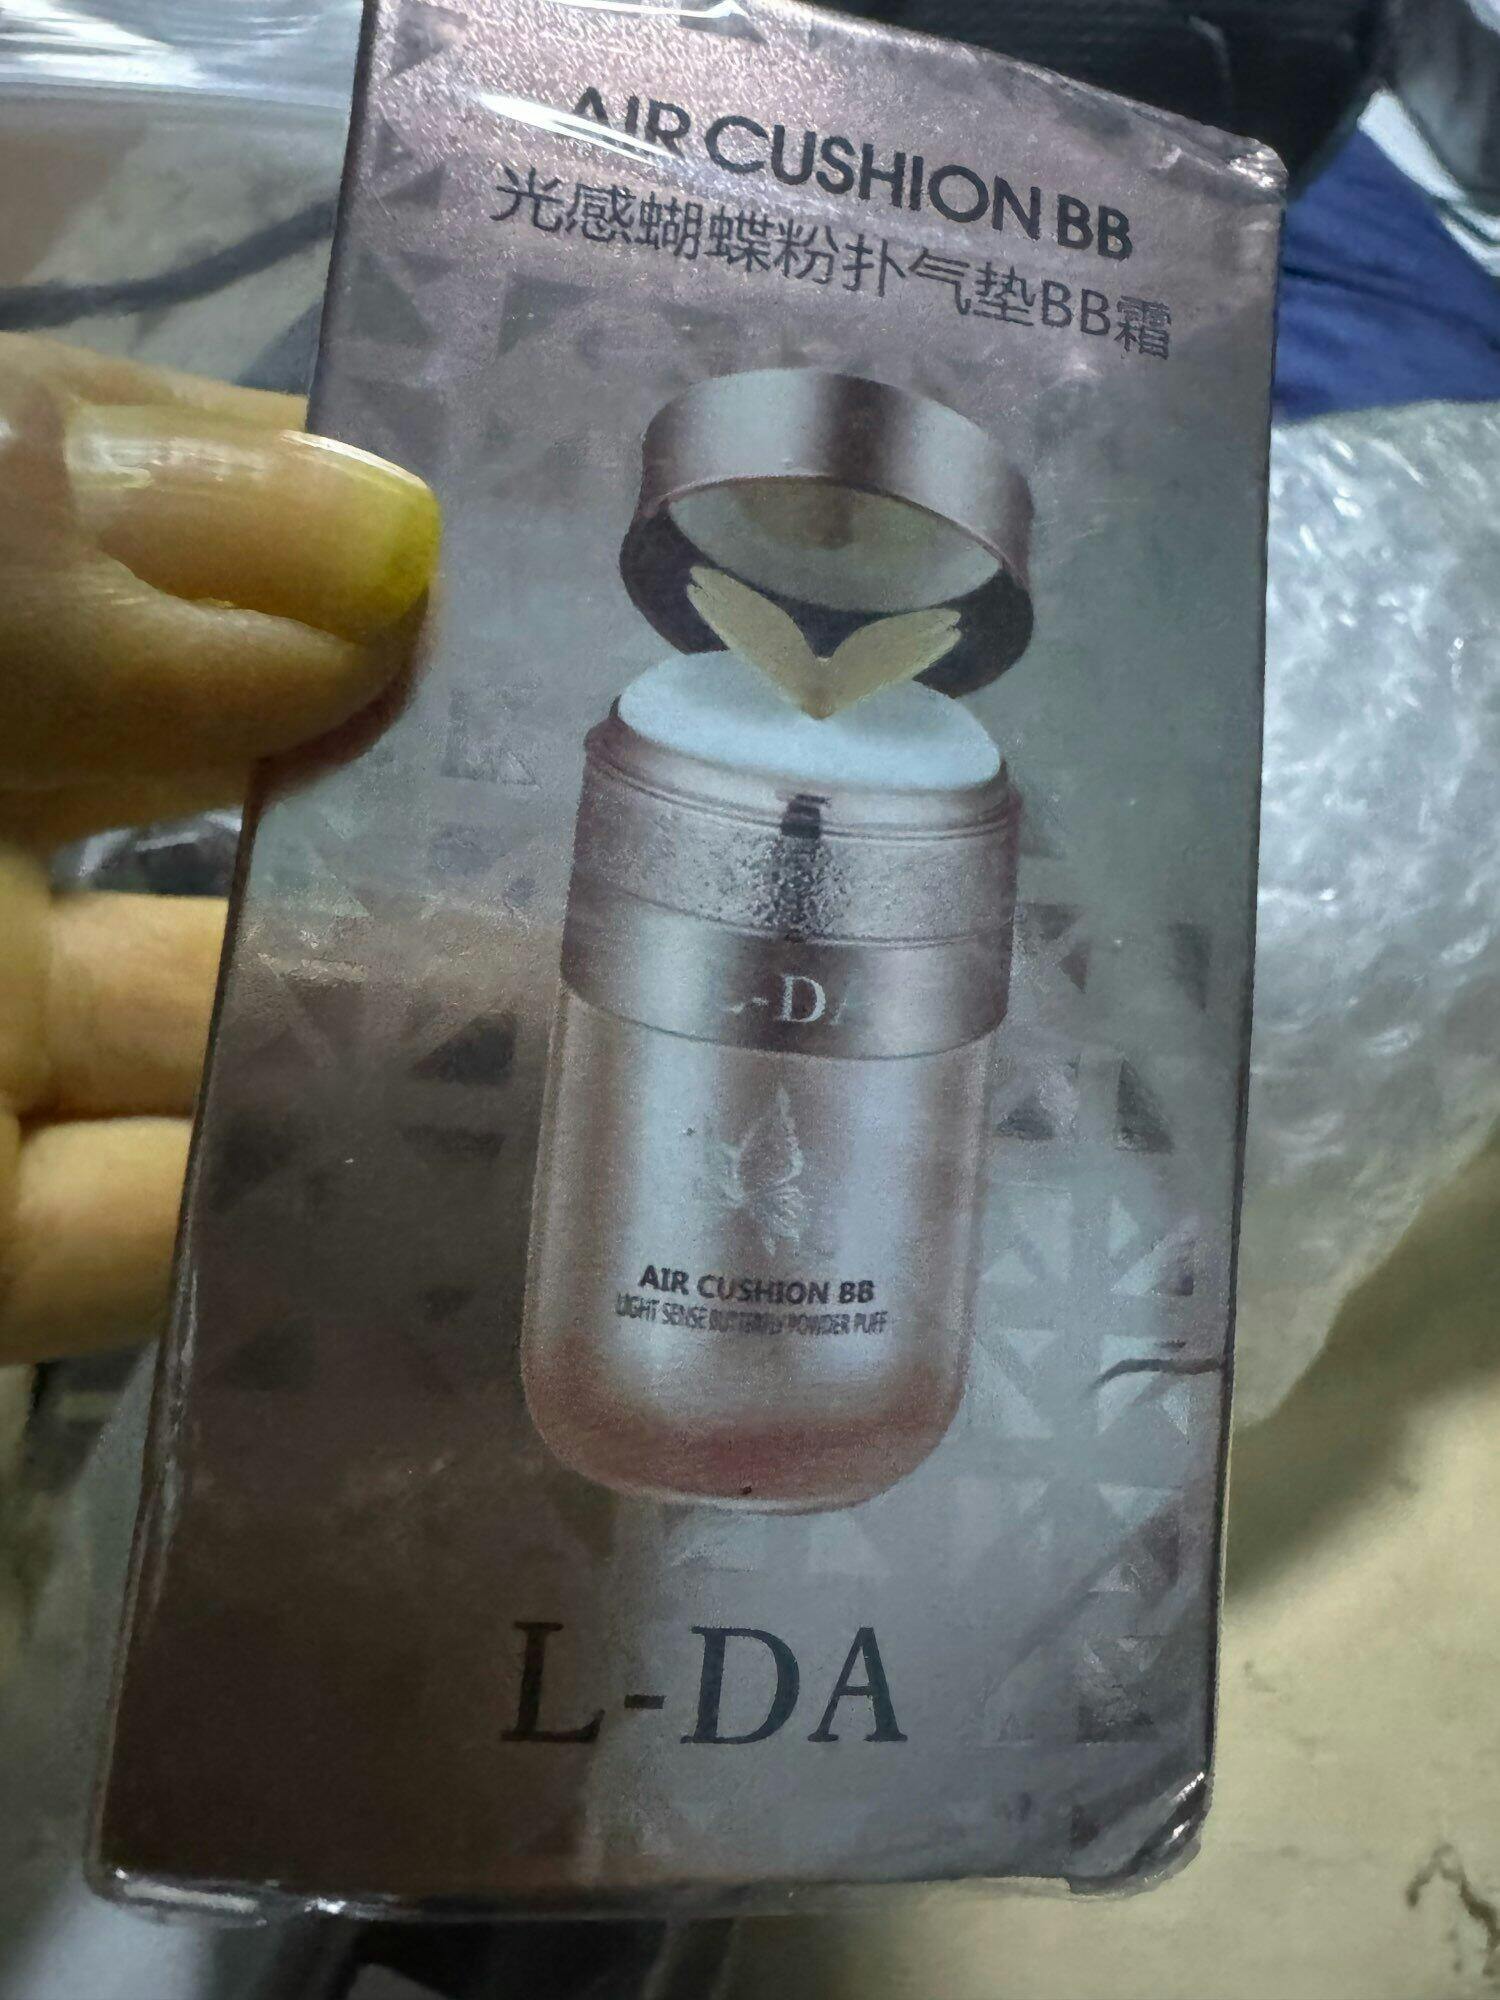 AIR CUSHION BB
光感蝴蝶粉扑气垫BB霜
L-DA
AIR CUSHION BB
LIGHT SENSE BUTTERFLY POWDER PUFF
L-DA